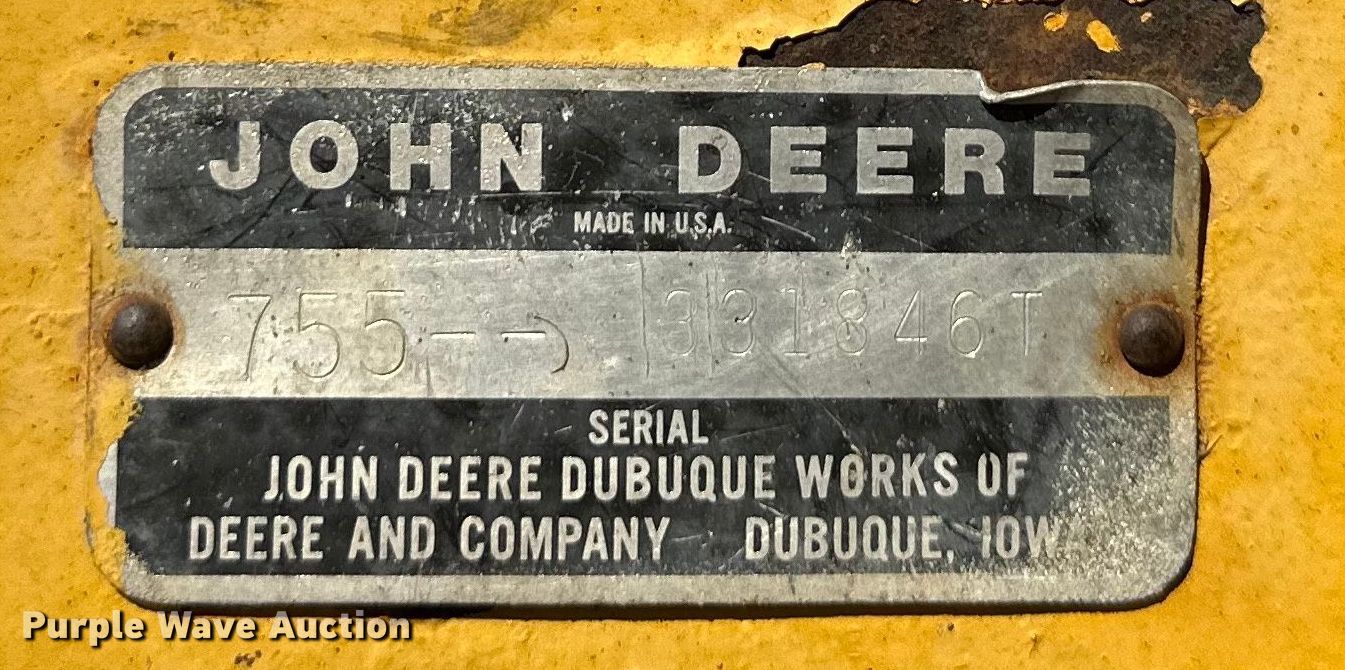 JOHN DEERE
MADE IN U.S.A.
755-- 331846T
SERIAL
JOHN DEERE DUBUQUE WORKS OF
DEERE AND COMPANY DUBUQUE, IOWA
Purple Wave Auction